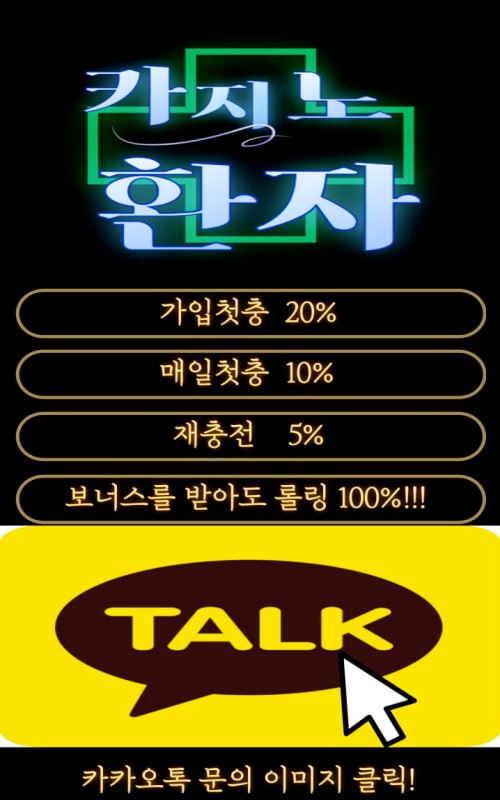 카지노
환자
가입첫충 20%
매일첫충 10%
재충전 5%
보너스를 받아도 롤링 100%!!!
TALK
카카오톡 문의 이미지 클릭!